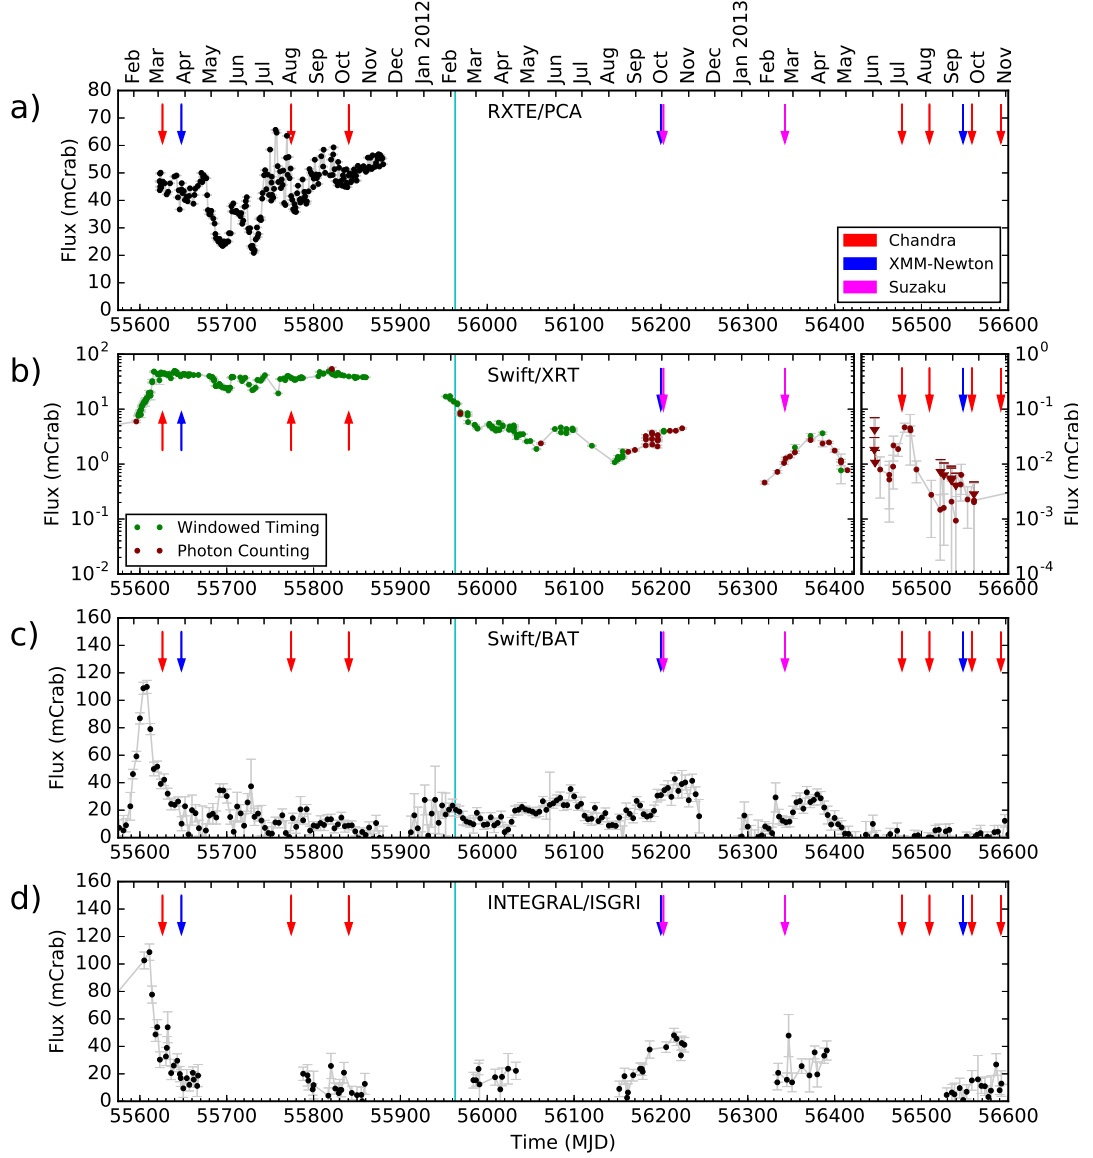 Feb Mar Apr May Jun Jul Aug Sep Oct Nov Dec Jan 2012 Feb Mar Apr May Jun Jul Aug Sep Oct Nov Dec Jan 2013 Feb Mar Apr May Jun Jul Aug Sep Oct Nov
a)
Flux (mCrab)
80
70
60
50
40
30
20
10
0
RXTE/PCA
Chandra
XMM-Newton
Suzaku
55600 55700 55800 55900 56000 56100 56200 56300 56400 56500 56600
b)
Flux (mCrab)
10^2
10^1
10^0
10^-1
10^-2
Swift/XRT
Windowed Timing
Photon Counting
10^0
10^-1
10^-2
10^-3
10^-4
Flux (mCrab)
55600 55700 55800 55900 56000 56100 56200 56300 56400 56500 56600
c)
Flux (mCrab)
160
140
120
100
80
60
40
20
0
Swift/BAT
55600 55700 55800 55900 56000 56100 56200 56300 56400 56500 56600
d)
Flux (mCrab)
160
140
120
100
80
60
40
20
0
INTEGRAL/ISGRI
55600 55700 55800 55900 56000 56100 56200 56300 56400 56500 56600
Time (MJD)